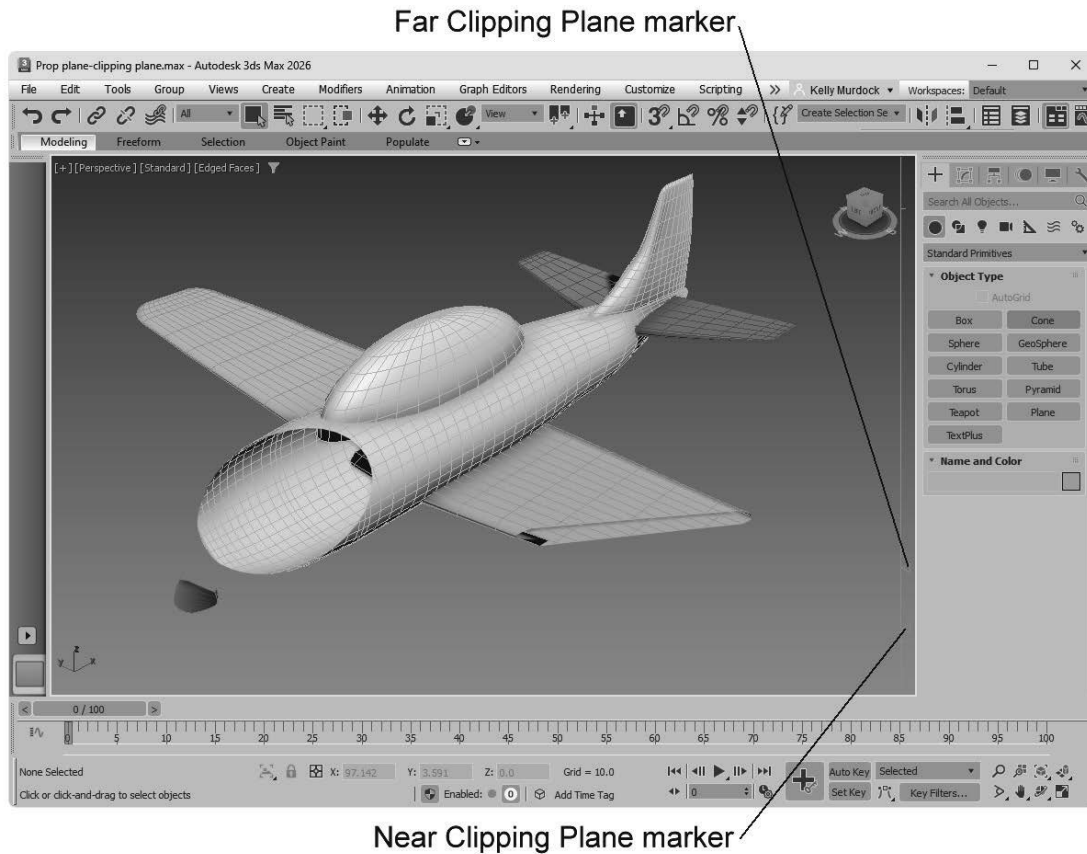 Far Clipping Plane marker
Prop plane-clipping plane.max - Autodesk 3ds Max 2026
File Edit Tools Group Views Create Modifiers Animation Graph Editors Rendering Customize Scripting Kelly Murdock Workspaces: Default
All View Create Selection Se
Modeling Freeform Selection Object Paint Populate
[+] [Perspective] [Standard] [Edged Faces]
Search All Objects...
Standard Primitives
Object Type
AutoGrid
Box Cone
Sphere GeoSphere
Cylinder Tube
Torus Pyramid
Teapot Plane
TextPlus
Name and Color
z
y x
0 / 100
0 5 10 15 20 25 30 35 40 45 50 55 60 65 70 75 80 85 90 95 100
None Selected X: 97.142 Y: 3.591 Z: 0.0 Grid = 10.0 Auto Key Selected
Click or click-and-drag to select objects Enabled: 0 Add Time Tag 0 Set Key Key Filters...
Near Clipping Plane marker